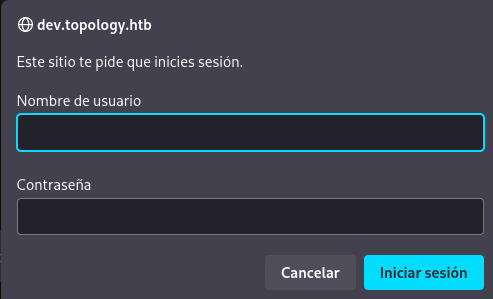 dev.topology.htb
Este sitio te pide que inicies sesión.
Nombre de usuario
Contraseña
Cancelar
Iniciar sesión